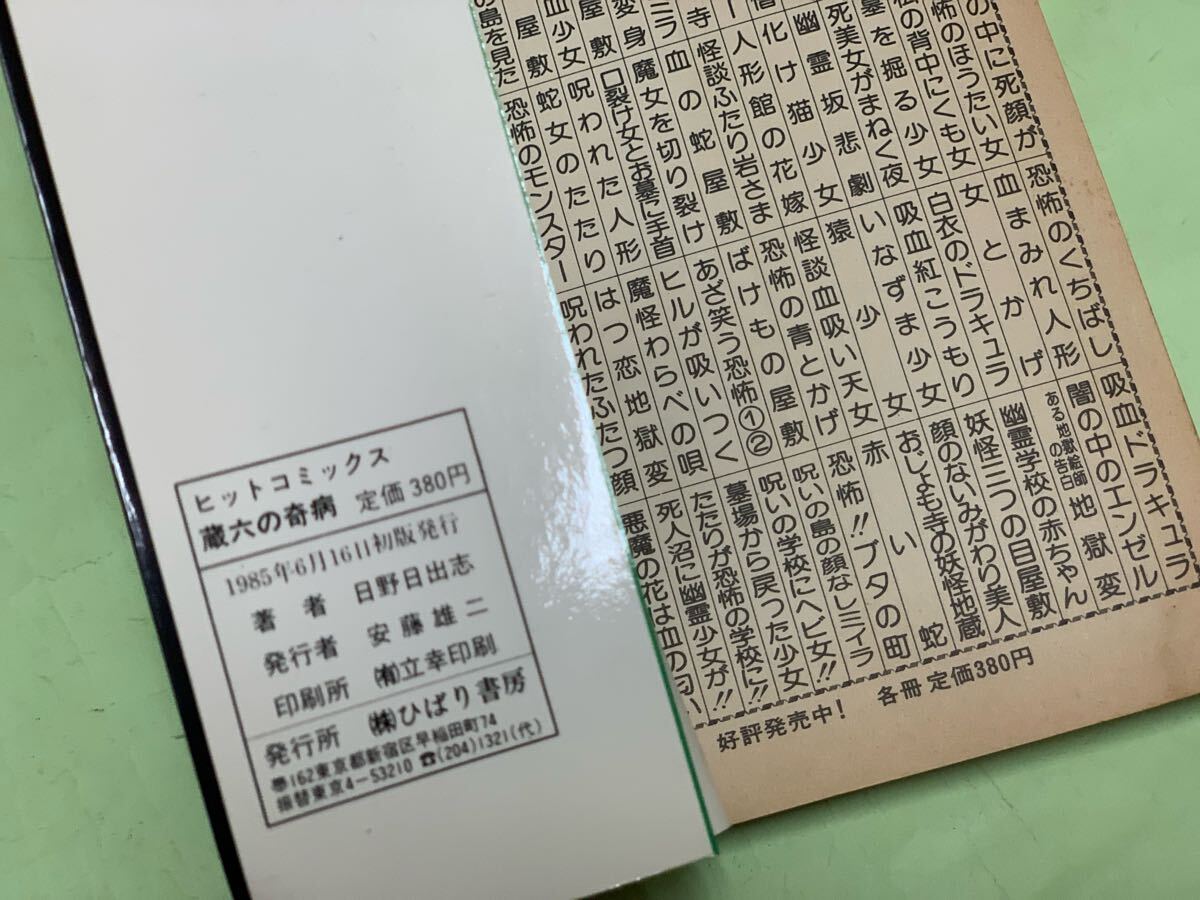 ヒットコミックス
蔵六の奇病 定価380円
1985年6月16日初版発行
著者 日野日出志
発行者 安藤雄二
印刷所 ㈲立幸印刷
発行所 ㈱ひばり書房
〒162東京都新宿区早稲田町74
振替東京4-53210 ☎(204)1321(代)
ミイラ
変身
屋敷
血少女
屋敷
の島を見た
の中に死顔が
怖のほうたい女
の背中にくも女
墓を掘る少女
死美女がまねく夜
幽霊坂悲劇
化け猫少女
人形館の花嫁
怪談ふたり岩さま
血の蛇屋敷
魔女を切り裂け
口裂け女とお墓に手首
呪われた人形
蛇女のたたり
恐怖のモンスター
恐怖のくちばし
血まみれ人形
女とかげ
白衣のドラキュラ
吸血紅こうもり
いなずま少女
猿少女
怪談血吸い天女
恐怖の青とかげ
ばけもの屋敷
あざ笑う恐怖①②
ヒルが吸いつく
魔怪わらべの唄
はつ恋地獄変
呪われたふたつ顔
吸血ドラキュラ
闇の中のエンゼル
ある地獄絵師の告白 地獄変
幽霊学校の赤ちゃん
妖怪三つの目屋敷
顔のないみがわり美人
おじょも寺の妖怪地蔵
赤い蛇
恐怖!!ブタの町
呪いの島の顔なしミイラ
呪いの学校にヘビ女!!
墓場から戻った少女
たたりが恐怖の学校に!!
死人沼に幽霊少女が!!
悪魔の花は血の匂い
好評発売中! 各冊 定価380円